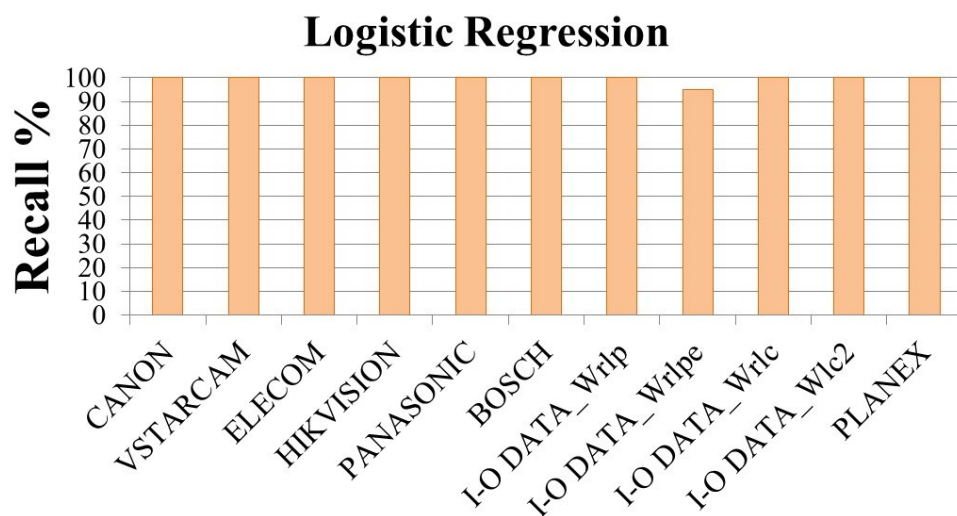 Logistic Regression
Recall %
100
90
80
70
60
50
40
30
20
10
0
CANON
VSTARCAM
ELECOM
HIKVISION
PANASONIC
BOSCH
I-O DATA_Wrlp
I-O DATA_Wrlpe
I-O DATA_Wrlc
I-O DATA_Wlc2
PLANEX